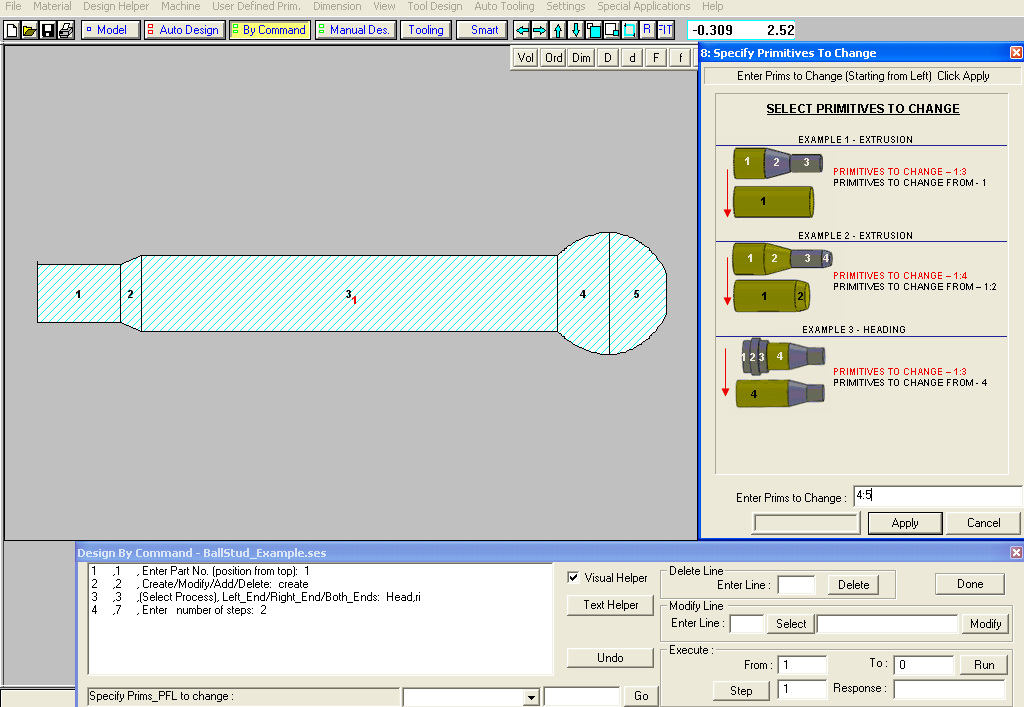 File Material Design Helper Machine User Defined Prim. Dimension View Tool Design Auto Tooling Settings Special Applications Help
Model Auto Design By Command Manual Des. Tooling Smart R FIT -0.309 2.52
Vol Ord Dim D d F f
8: Specify Primitives To Change
Enter Prims to Change (Starting from Left) Click Apply
SELECT PRIMITIVES TO CHANGE
EXAMPLE 1 - EXTRUSION
1 2 3
PRIMITIVES TO CHANGE – 1:3
PRIMITIVES TO CHANGE FROM - 1
1
EXAMPLE 2 - EXTRUSION
1 2 3 4
PRIMITIVES TO CHANGE – 1:4
PRIMITIVES TO CHANGE FROM – 1:2
1 2
EXAMPLE 3 - HEADING
1 2 3 4
PRIMITIVES TO CHANGE – 1:3
PRIMITIVES TO CHANGE FROM - 4
4
1 2 3 1 4 5
Enter Prims to Change : 4:5
Apply Cancel
Design By Command - BallStud_Example.ses
1 ,1 , Enter Part No. (position from top): 1
2 ,2 , Create/Modify/Add/Delete: create
3 ,3 ,(Select Process), Left_End/Right_End/Both_Ends: Head,ri
4 ,7 , Enter number of steps: 2
Visual Helper
Text Helper
Undo
Delete Line
Enter Line : Delete
Done
Modify Line
Enter Line : Select Modify
Execute :
From : 1 To : 0 Run
Step 1 Response :
Specify Prims_PFL to change : Go